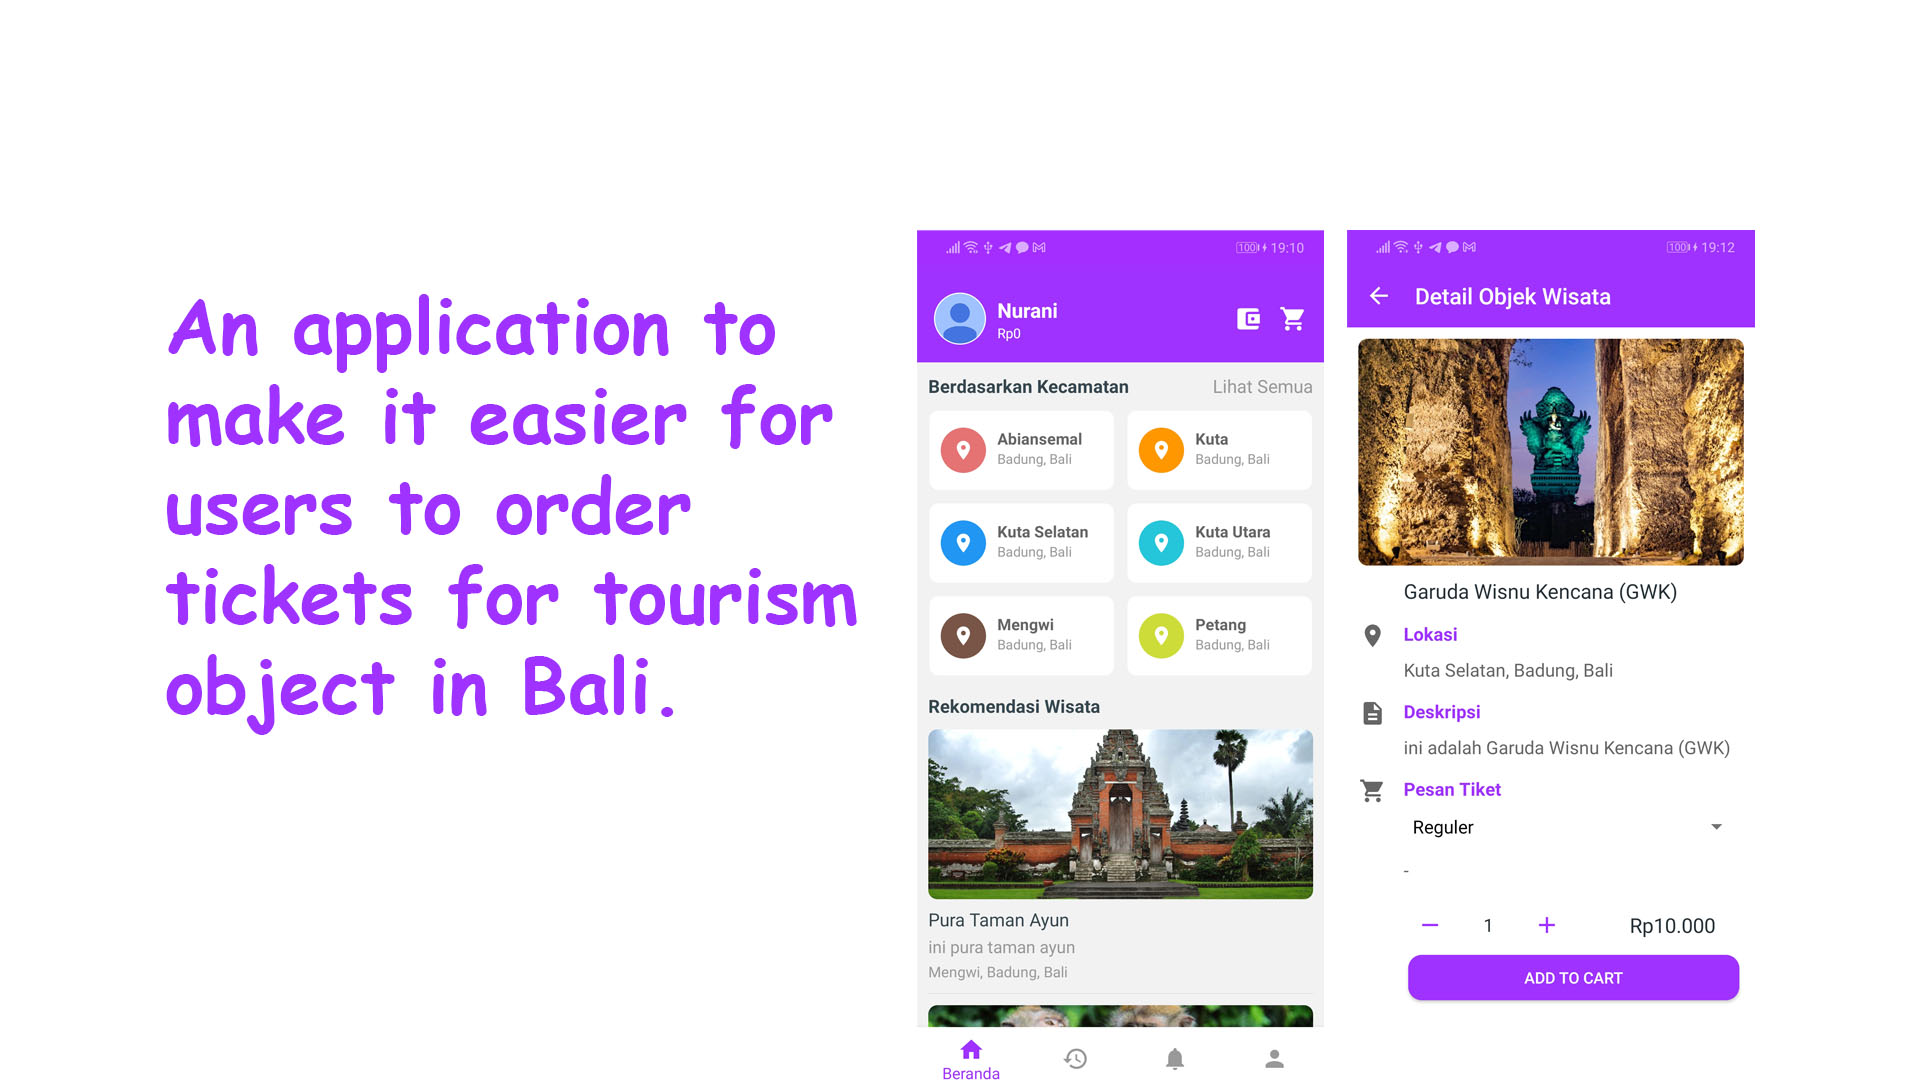 An application to
make it easier for
users to order
tickets for tourism
object in Bali.
100 19:10
Nurani
Rp0
Berdasarkan Kecamatan Lihat Semua
Abiansemal
Badung, Bali
Kuta
Badung, Bali
Kuta Selatan
Badung, Bali
Kuta Utara
Badung, Bali
Mengwi
Badung, Bali
Petang
Badung, Bali
Rekomendasi Wisata
Pura Taman Ayun
ini pura taman ayun
Mengwi, Badung, Bali
Beranda
100 19:12
Detail Objek Wisata
Garuda Wisnu Kencana (GWK)
Lokasi
Kuta Selatan, Badung, Bali
Deskripsi
ini adalah Garuda Wisnu Kencana (GWK)
Pesan Tiket
Reguler
-
1 Rp10.000
ADD TO CART